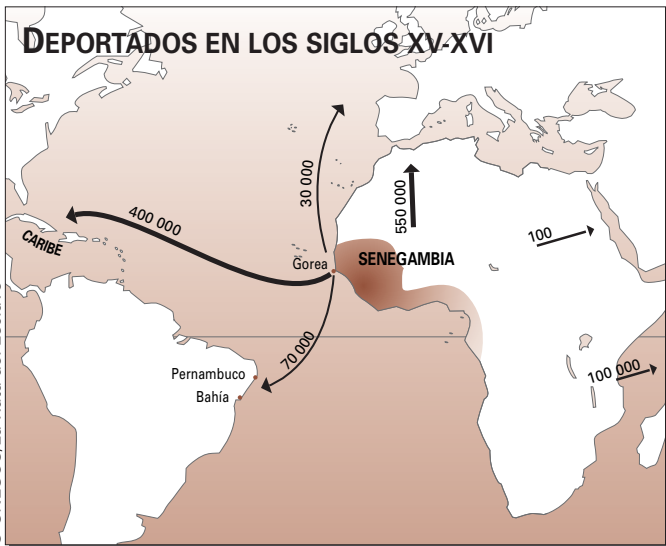 DEPORTADOS EN LOS SIGLOS XV-XVI
30 000
550 000
400 000
CARIBE
100
Gorea
SENEGAMBIA
70 000
Pernambuco
Bahía
100 000